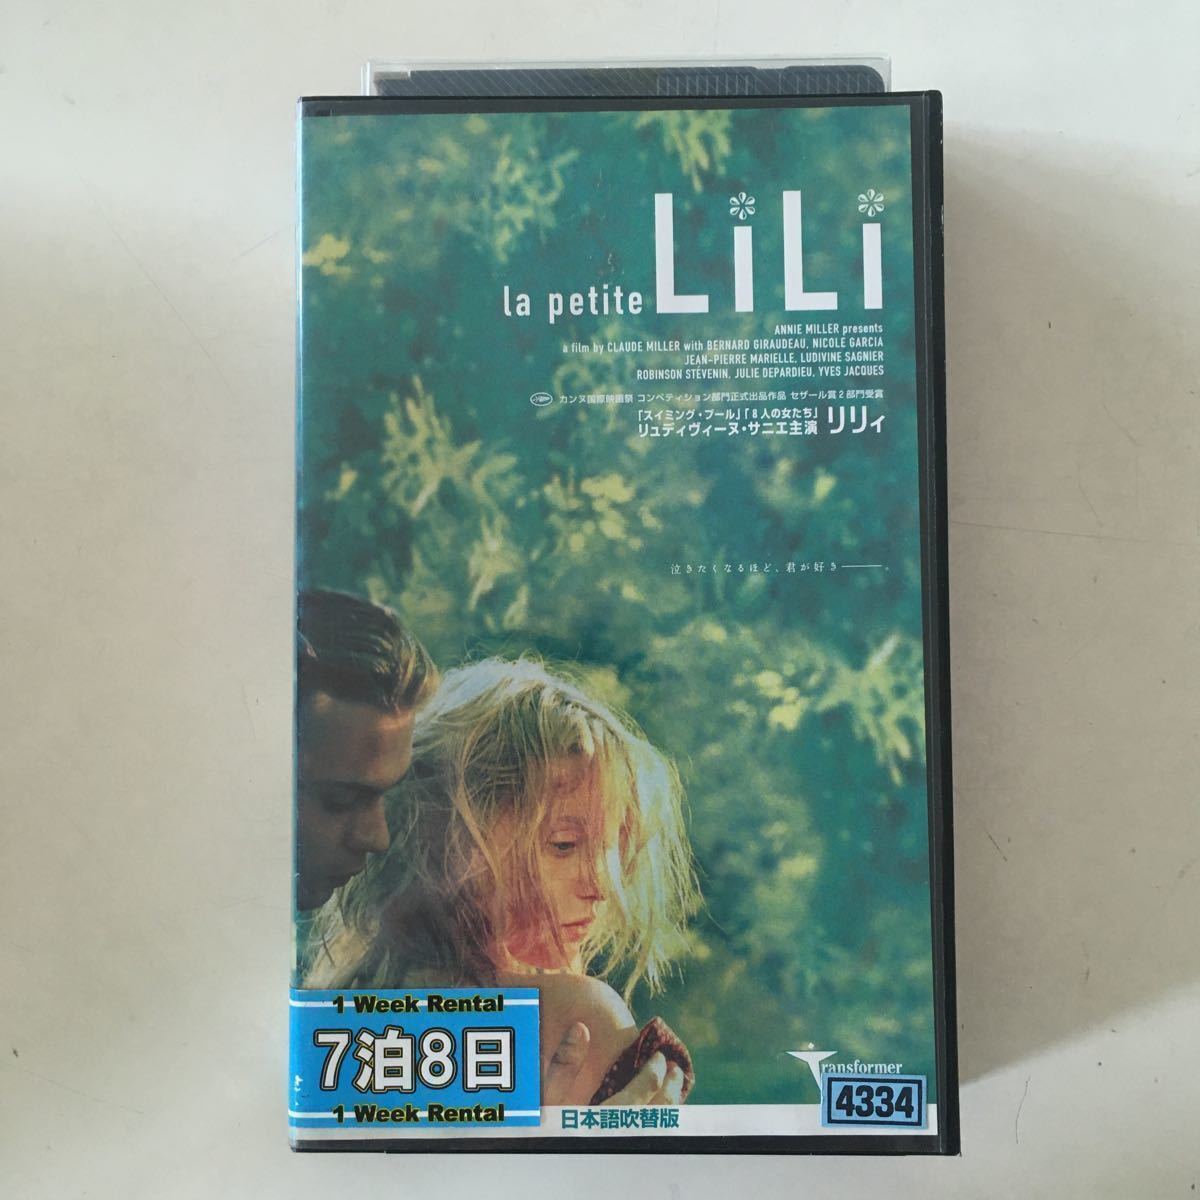 la petite LiLi
ANNIE MILLER presents
a film by CLAUDE MILLER with BERNARD GIRAUDEAU, NICOLE GARCIA
JEAN-PIERRE MARIELLE, LUDIVINE SAGNIER
ROBINSON STÉVENIN, JULIE DEPARDIEU, YVES JACQUES
カンヌ国際映画祭 コンペティション部門正式出品作品 セザール賞2部門受賞
「スイミング・プール」「8人の女たち」
リュディヴィーヌ・サニエ主演 リリィ
泣きたくなるほど、君が好き――。
1 Week Rental
7泊8日
1 Week Rental
Transformer
4334
日本語吹替版